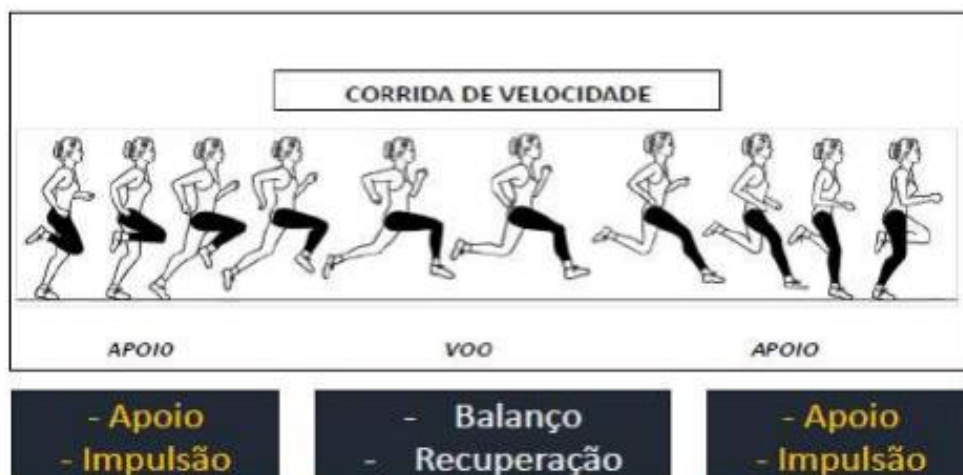 CORRIDA DE VELOCIDADE
APOIO VOO APOIO
- Apoio - Balanço - Apoio
- Impulsão - Recuperação - Impulsão